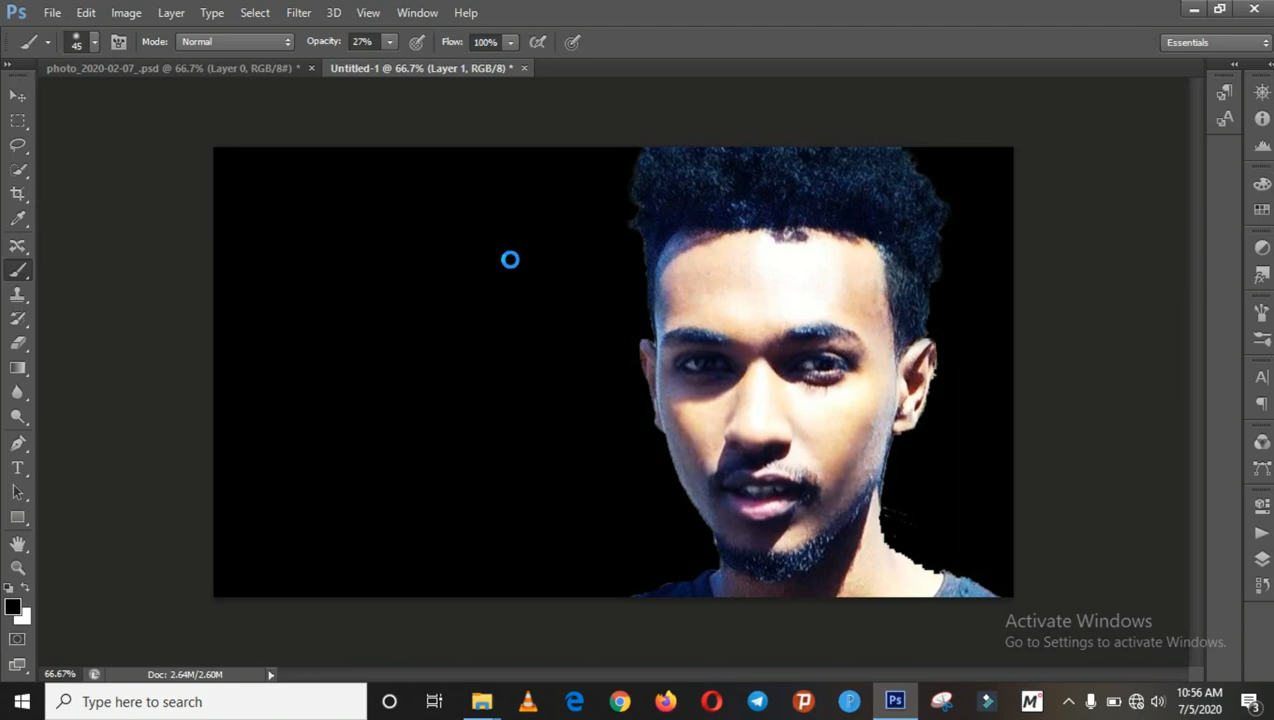 Ps File Edit Image Layer Type Select Filter 3D View Window Help
45 Mode: Normal Opacity: 27% Flow: 100% Essentials
photo_2020-02-07_.psd @ 66.7% (Layer 0, RGB/8#) * × Untitled-1 @ 66.7% (Layer 1, RGB/8) * ×
Activate Windows
Go to Settings to activate Windows.
66.67% Doc: 2.64M/2.60M
Type here to search
10:56 AM
7/5/2020
3